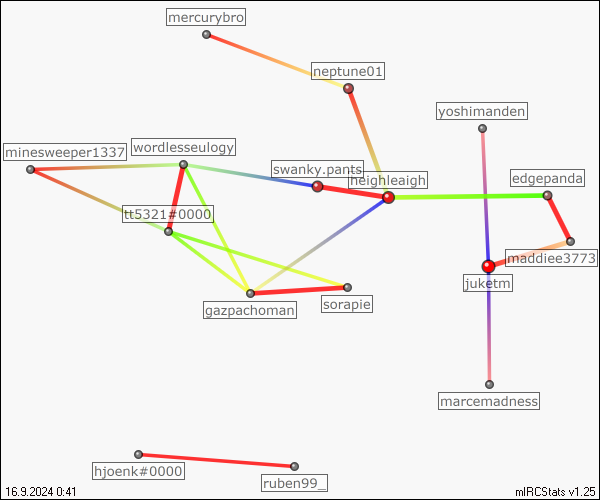 mercurybro
neptune01
yoshimanden
wordlesseulogy
minesweeper1337
swanky.pants
heighleaigh
edgepanda
tt5321#0000
maddiee3773
juketm
sorapie
gazpachoman
marcemadness
hjoenk#0000
ruben99_
16.9.2024 0:41
mIRCStats v1.25